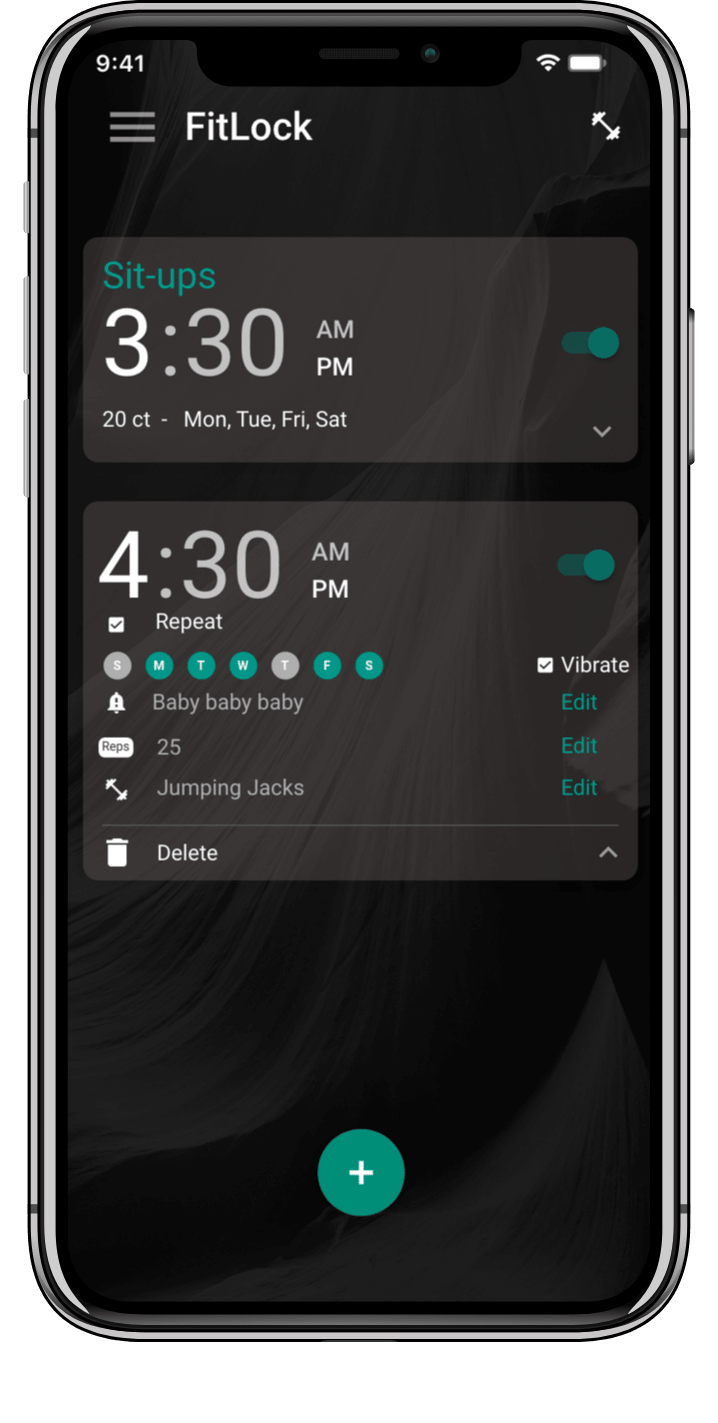 9:41
FitLock
Sit-ups
3:30 AM
PM
20 ct - Mon, Tue, Fri, Sat
4:30 AM
PM
Repeat
S M T W T F S Vibrate
Baby baby baby Edit
Reps 25 Edit
Jumping Jacks Edit
Delete
+